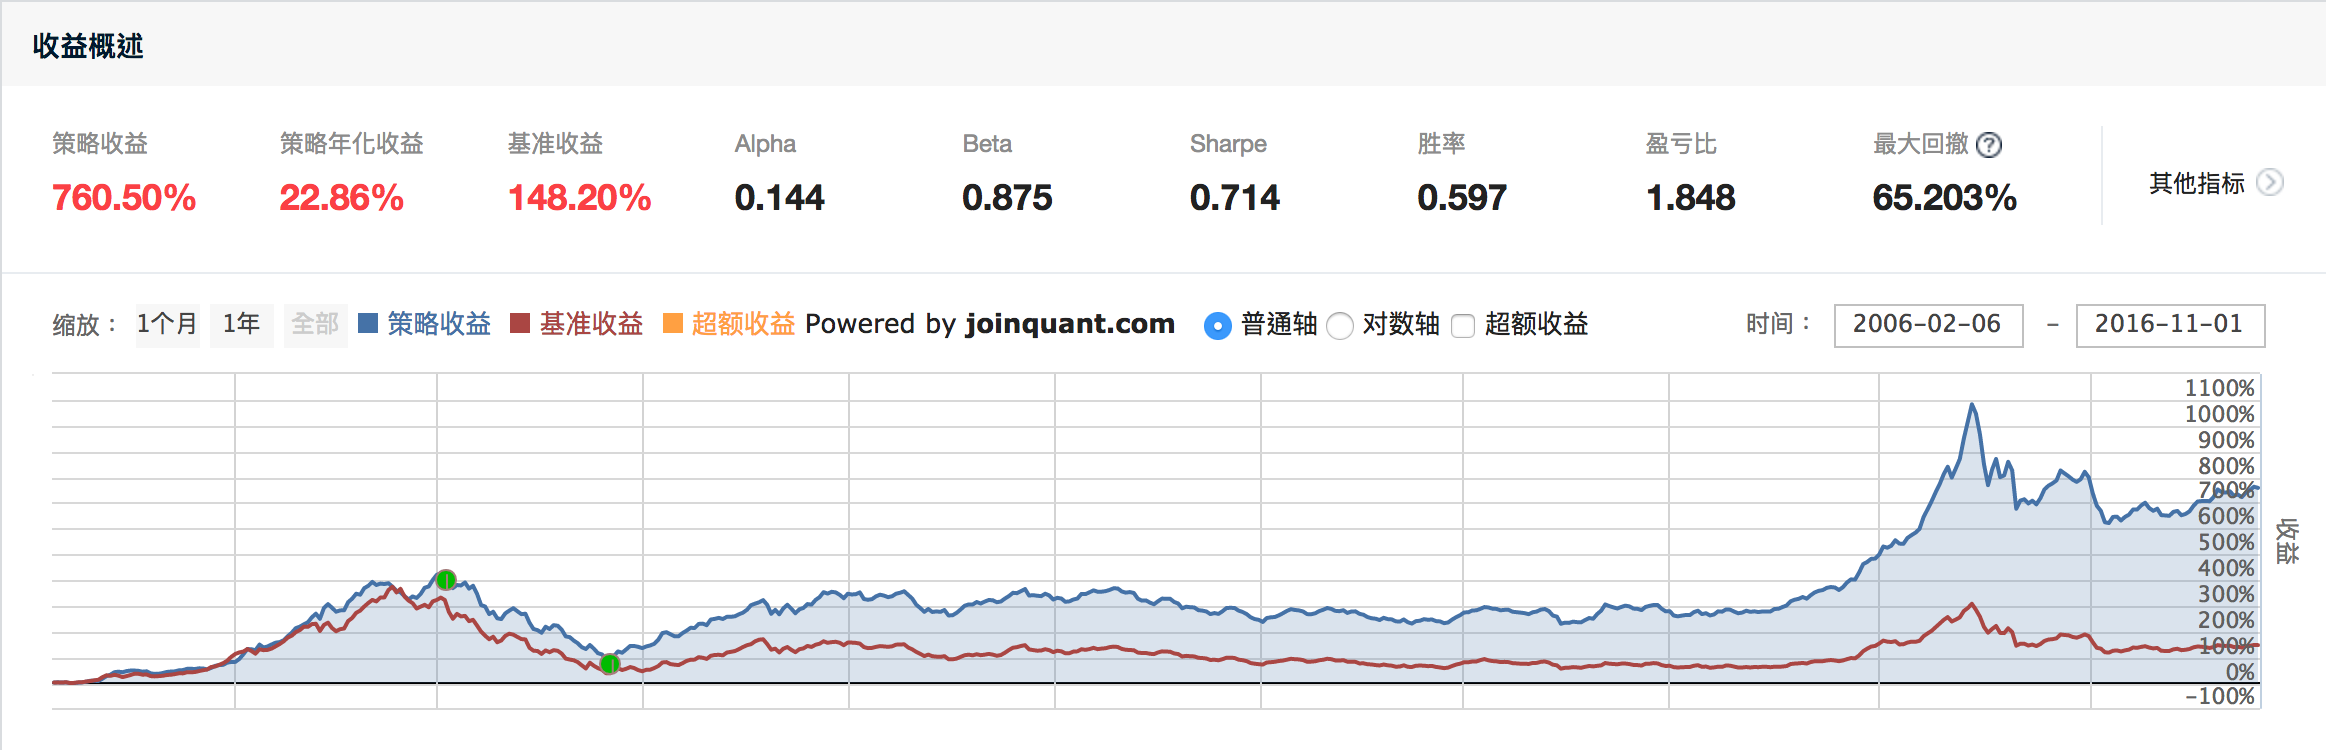 收益概述
策略收益 策略年化收益 基准收益 Alpha Beta Sharpe 胜率 盈亏比 最大回撤 ?
760.50% 22.86% 148.20% 0.144 0.875 0.714 0.597 1.848 65.203%
其他指标
缩放： 1个月 1年 全部 策略收益 基准收益 超额收益 Powered by joinquant.com 普通轴 对数轴 超额收益 时间： 2006-02-06 - 2016-11-01
1100%
1000%
900%
800%
700%
600%
500%
400%
300%
200%
100%
0%
-100%
收益